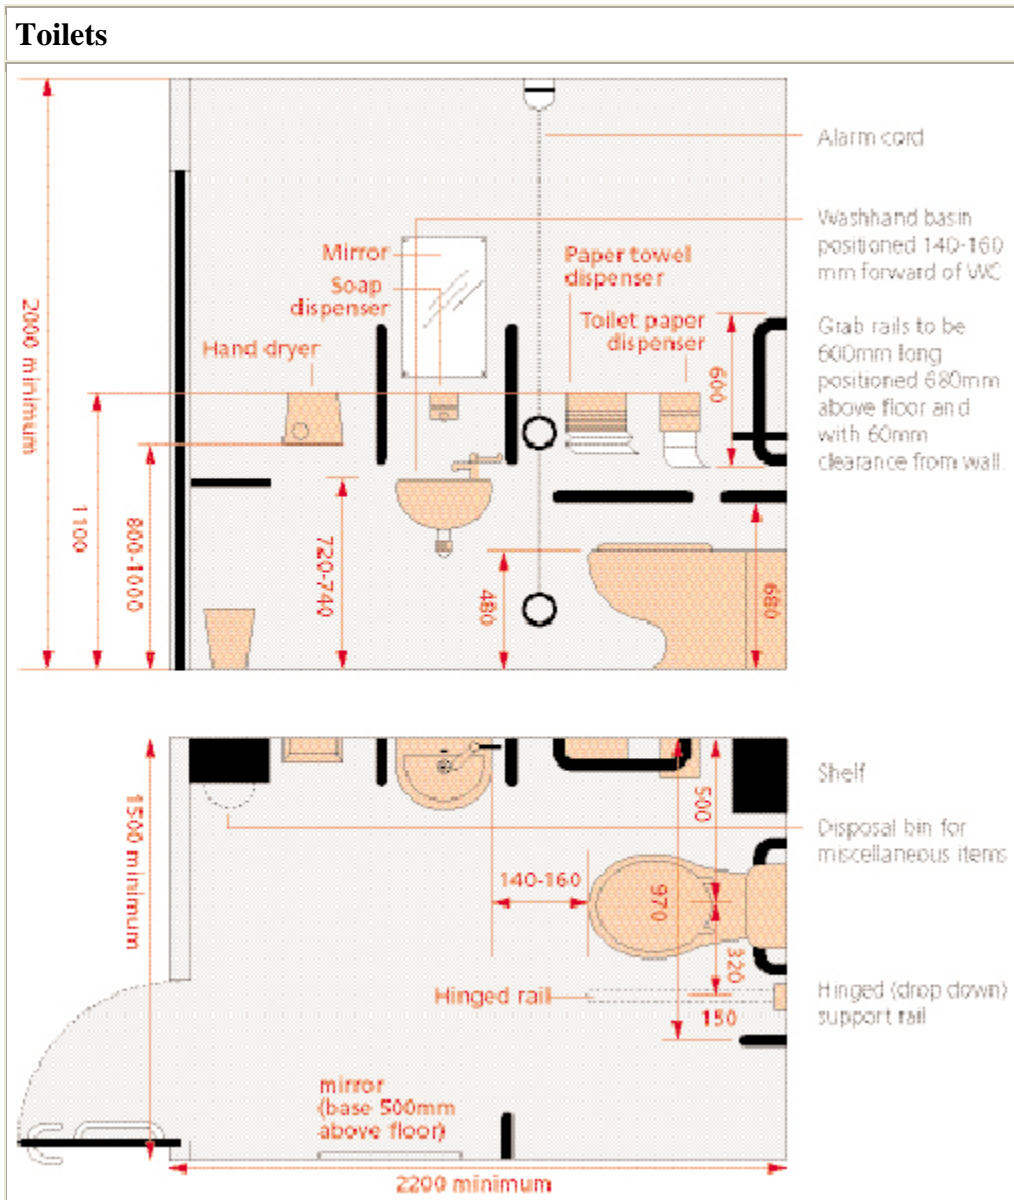 Toilets
Alarm cord
Washhand basin
positioned 140-160
mm forward of WC
Mirror
Soap
dispenser
Paper towel
dispenser
Toilet paper
dispenser
Hand dryer
Grab rails to be
600mm long
positioned 680mm
above floor and
with 60mm
clearance from wall.
2000 minimum
1100
800-1000
720-740
480
600
680
Shelf
Disposal bin for
miscellaneous items
1500 minimum
500
140-160
970
320
Hinged rail
150
Hinged (drop down)
support rail
mirror
(base 500mm
above floor)
2200 minimum